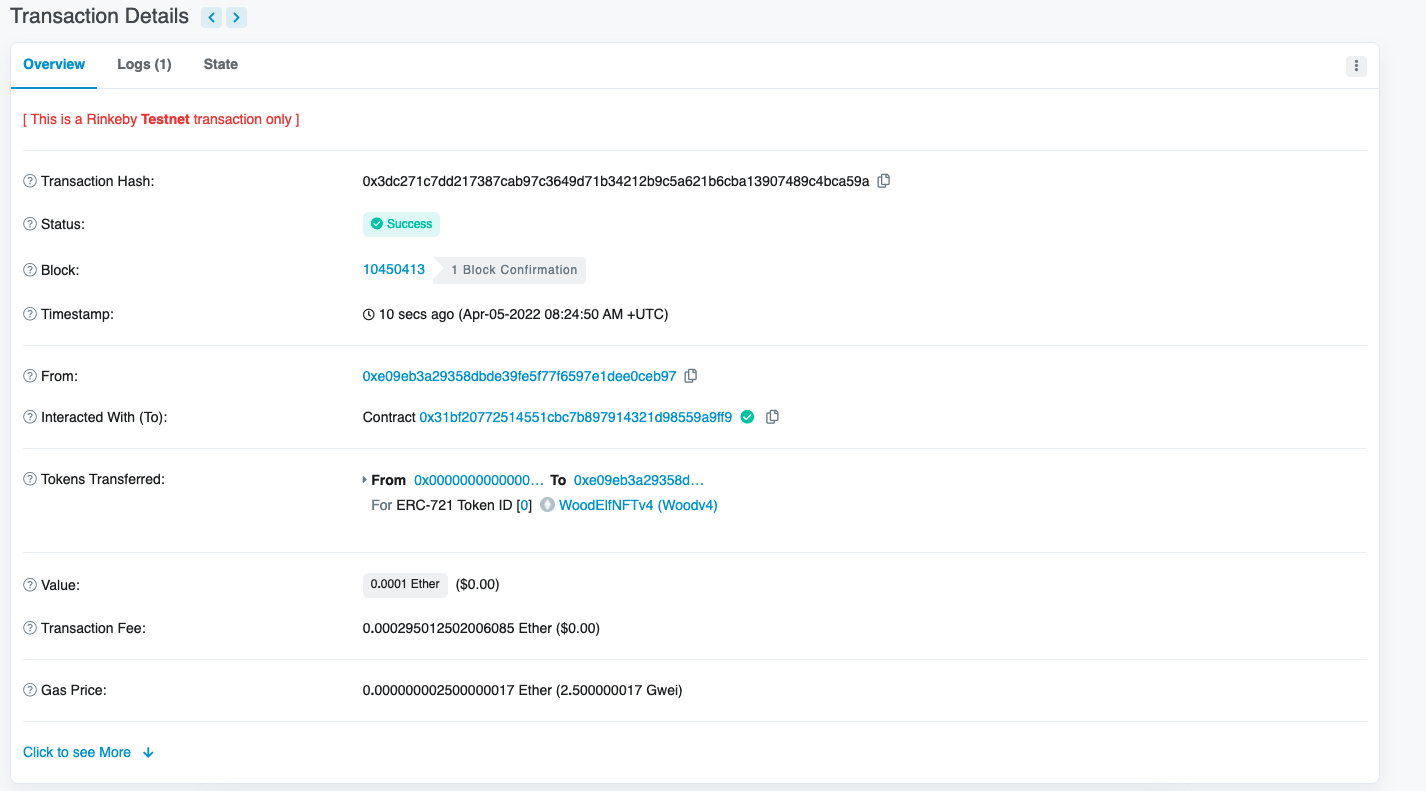 Transaction Details
Overview Logs (1) State
[ This is a Rinkeby Testnet transaction only ]
Transaction Hash: 0x3dc271c7dd217387cab97c3649d71b34212b9c5a621b6cba13907489c4bca59a
Status: Success
Block: 10450413 1 Block Confirmation
Timestamp: 10 secs ago (Apr-05-2022 08:24:50 AM +UTC)
From: 0xe09eb3a29358dbde39fe5f77f6597e1dee0ceb97
Interacted With (To): Contract 0x31bf20772514551cbc7b897914321d98559a9ff9
Tokens Transferred: From 0x0000000000000... To 0xe09eb3a29358d...
For ERC-721 Token ID [0] WoodElfNFTv4 (Woodv4)
Value: 0.0001 Ether ($0.00)
Transaction Fee: 0.000295012502006085 Ether ($0.00)
Gas Price: 0.000000002500000017 Ether (2.500000017 Gwei)
Click to see More